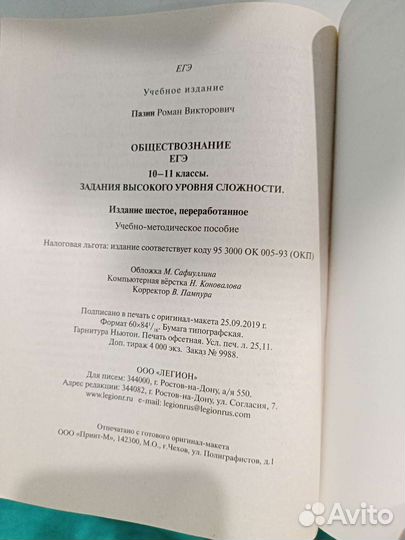 ЕГЭ
Учебное издание
Пазин Роман Викторович
ОБЩЕСТВОЗНАНИЕ
ЕГЭ
10—11 классы.
ЗАДАНИЯ ВЫСОКОГО УРОВНЯ СЛОЖНОСТИ.
Издание шестое, переработанное
Учебно-методическое пособие
Налоговая льгота: издание соответствует коду 95 3000 ОК 005-93 (ОКП)
Обложка М. Сафиуллина
Компьютерная вёрстка Н. Коновалова
Корректор В. Пампура
Подписано в печать с оригинал-макета 25.09.2019 г.
Формат 60×84¹/₁₆. Бумага типографская.
Гарнитура Ньютон. Печать офсетная. Усл. печ. л. 25,11.
Доп. тираж 4 000 экз. Заказ № 9988.
ООО «ЛЕГИОН»
Для писем: 344000, г. Ростов-на-Дону, а/я 550.
Адрес редакции: 344082, г. Ростов-на-Дону, ул. Согласия, 7.
www.legionr.ru e-mail: legionrus@legionrus.com
Отпечатано с готового оригинал-макета
ООО «Принт-М», 142300, М.О., г.Чехов, ул. Полиграфистов, д.1
Avito